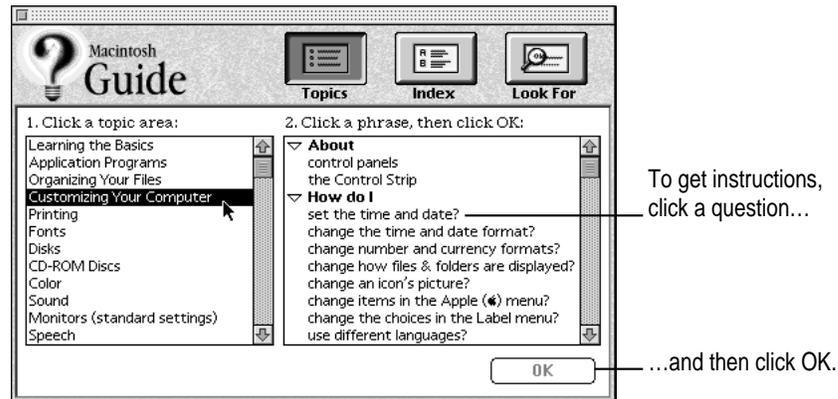 Macintosh
Guide
Topics
Index
Look For
1. Click a topic area:
Learning the Basics
Application Programs
Organizing Your Files
Customizing Your Computer
Printing
Fonts
Disks
CD-ROM Discs
Color
Sound
Monitors (standard settings)
Speech
2. Click a phrase, then click OK:
About
control panels
the Control Strip
How do I
set the time and date?
change the time and date format?
change number and currency formats?
change how files & folders are displayed?
change an icon's picture?
change items in the Apple () menu?
change the choices in the Label menu?
use different languages?
OK
To get instructions,
click a question…
…and then click OK.